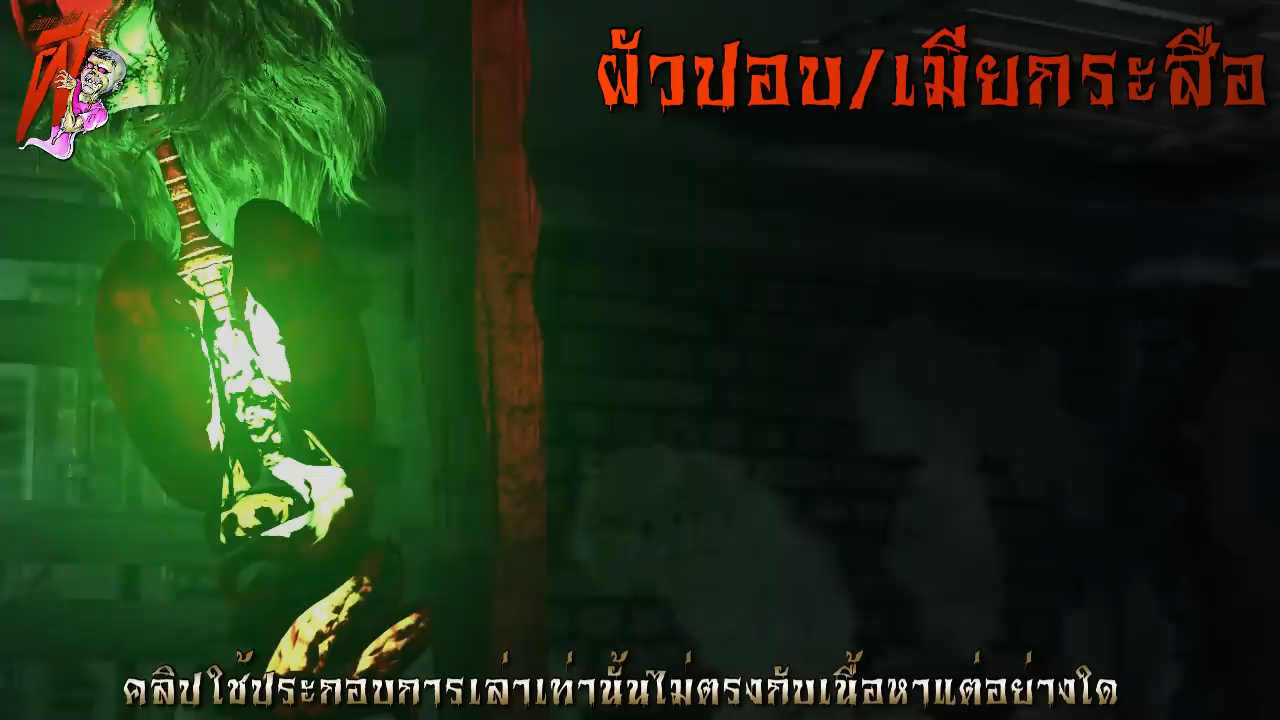 ผี
ผัวปอบ/เมียกระสือ
คลิปใช้ประกอบการเล่าเท่านั้นไม่ตรงกับเนื้อหาแต่อย่างใด